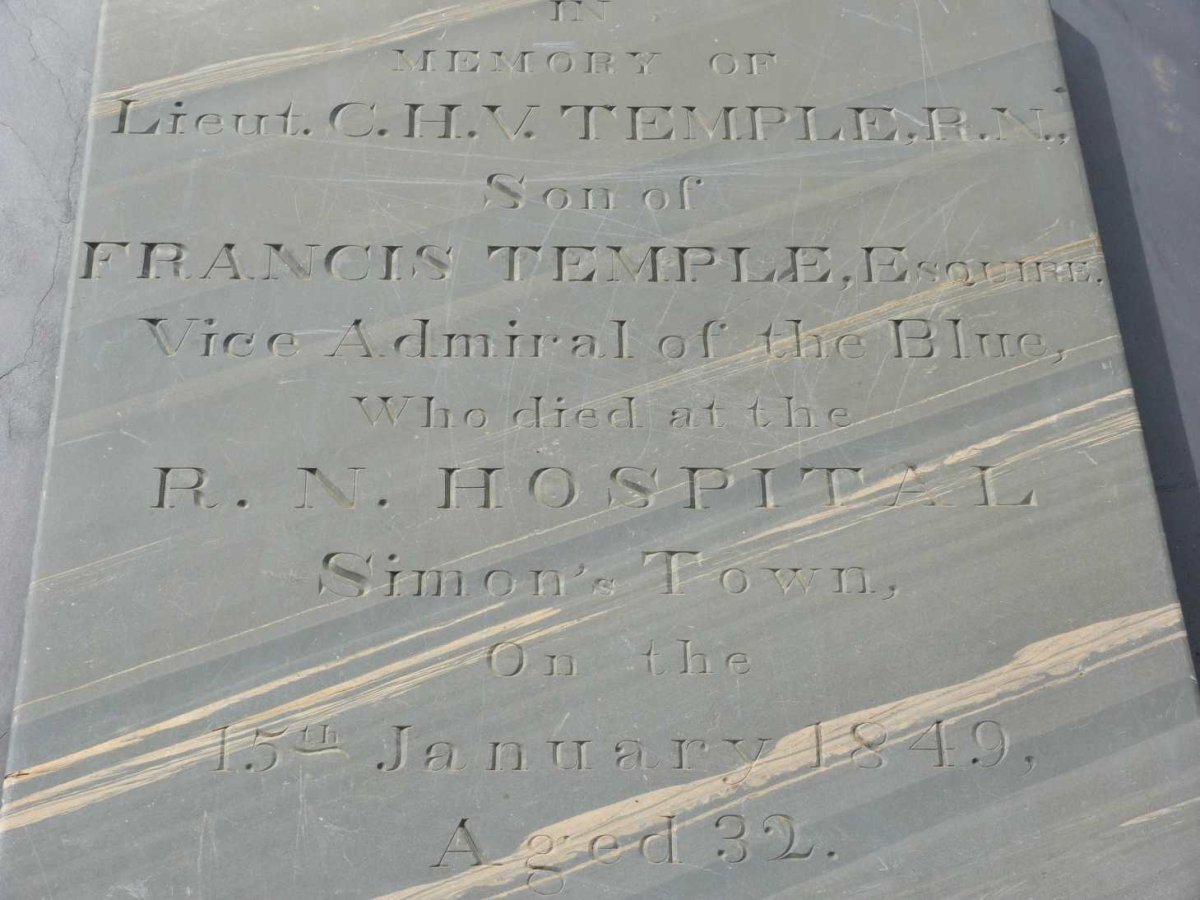 IN
MEMORY OF
Lieut. C.H.V. TEMPLE, R.N.,
Son of
FRANCIS TEMPLE, ESQUIRE.
Vice Admiral of the Blue,
Who died at the
R. N. HOSPITAL
Simon's Town,
On the
15th January 1849,
Aged 32.